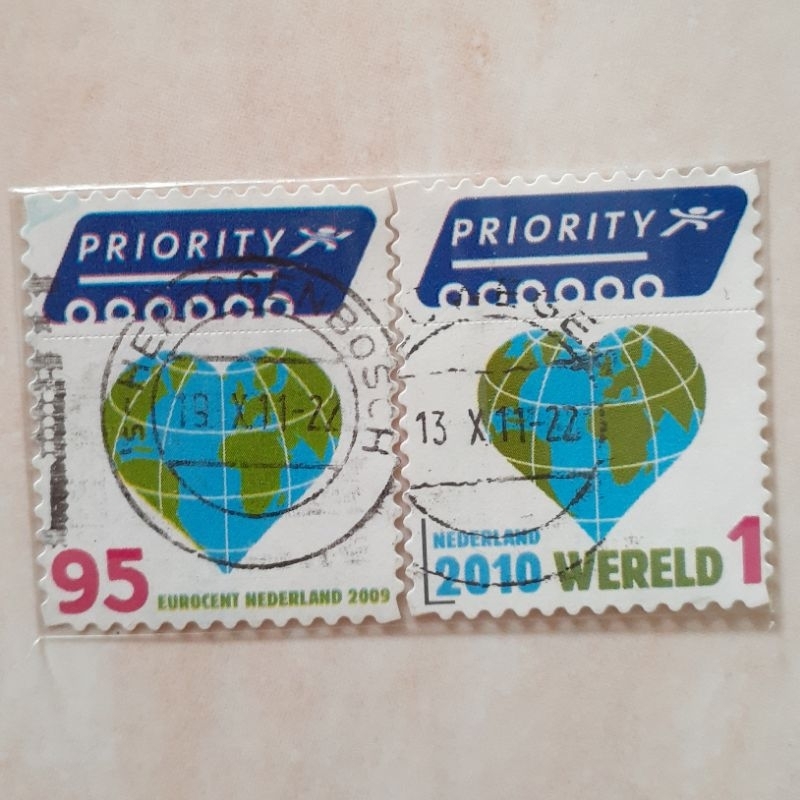 PRIORITY
'S-HERTOGENBOSCH
13 X 11-22
95
EUROCENT NEDERLAND 2009
PRIORITY
13 X 11-22
NEDERLAND
2010 WERELD 1